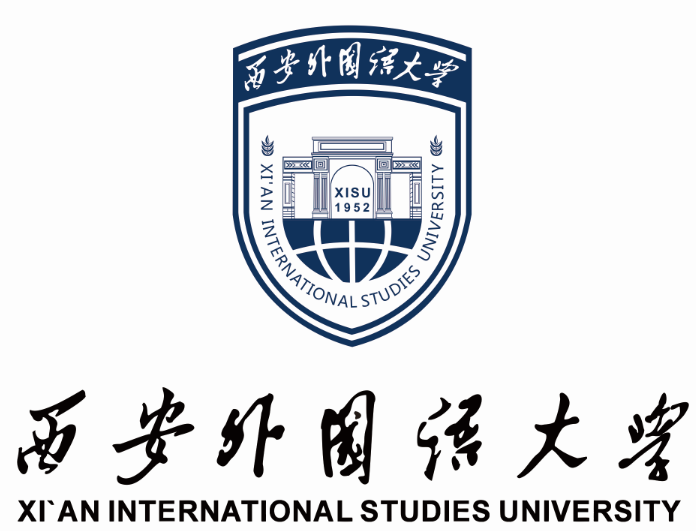 西安外国语大学
XISU
1952
XI'AN INTERNATIONAL STUDIES UNIVERSITY
西安外国语大学
XI`AN INTERNATIONAL STUDIES UNIVERSITY